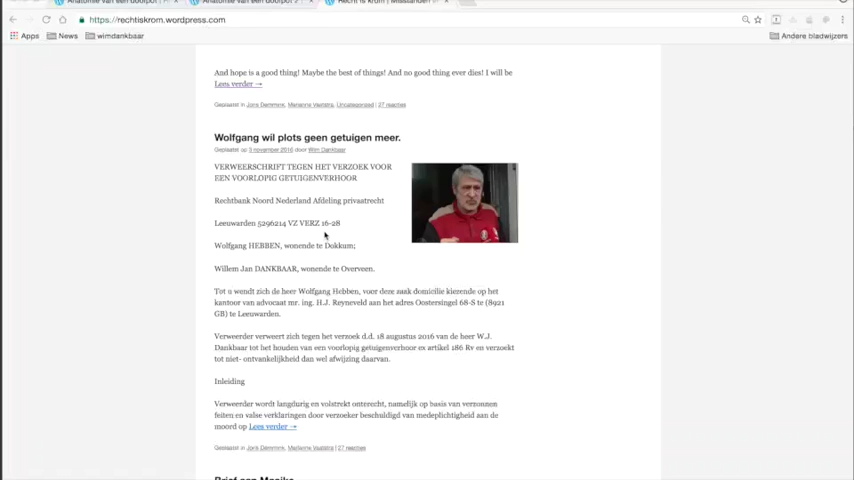 https://rechtiskrom.wordpress.com
Apps News wimdankbaar Andere bladwijzers
And hope is a good thing! Maybe the best of things! And no good thing ever dies! I will be
Lees verder →
Geplaatst in Joris Demmink, Marianne Vaatstra, Uncategorized | 27 reacties
Wolfgang wil plots geen getuigen meer.
Geplaatst op 3 november 2016 door Wim Dankbaar
VERWEERSCHRIFT TEGEN HET VERZOEK VOOR
EEN VOORLOPIG GETUIGENVERHOOR
Rechtbank Noord Nederland Afdeling privaatrecht
Leeuwarden 5296214 VZ VERZ 16-28
Wolfgang HEBBEN, wonende te Dokkum;
Willem Jan DANKBAAR, wonende te Overveen.
Tot u wendt zich de heer Wolfgang Hebben, voor deze zaak domicilie kiezende op het
kantoor van advocaat mr. ing. H.J. Reyneveld aan het adres Oostersingel 68-S te (8921
GB) te Leeuwarden.
Verweerder verweert zich tegen het verzoek d.d. 18 augustus 2016 van de heer W.J.
Dankbaar tot het houden van een voorlopig getuigenverhoor ex artikel 186 Rv en verzoekt
tot niet- ontvankelijkheid dan wel afwijzing daarvan.
Inleiding
Verweerder wordt langdurig en volstrekt onterecht, namelijk op basis van verzonnen
feiten en valse verklaringen door verzoeker beschuldigd van medeplichtigheid aan de
moord op Lees verder →
Geplaatst in Joris Demmink, Marianne Vaatstra | 27 reacties